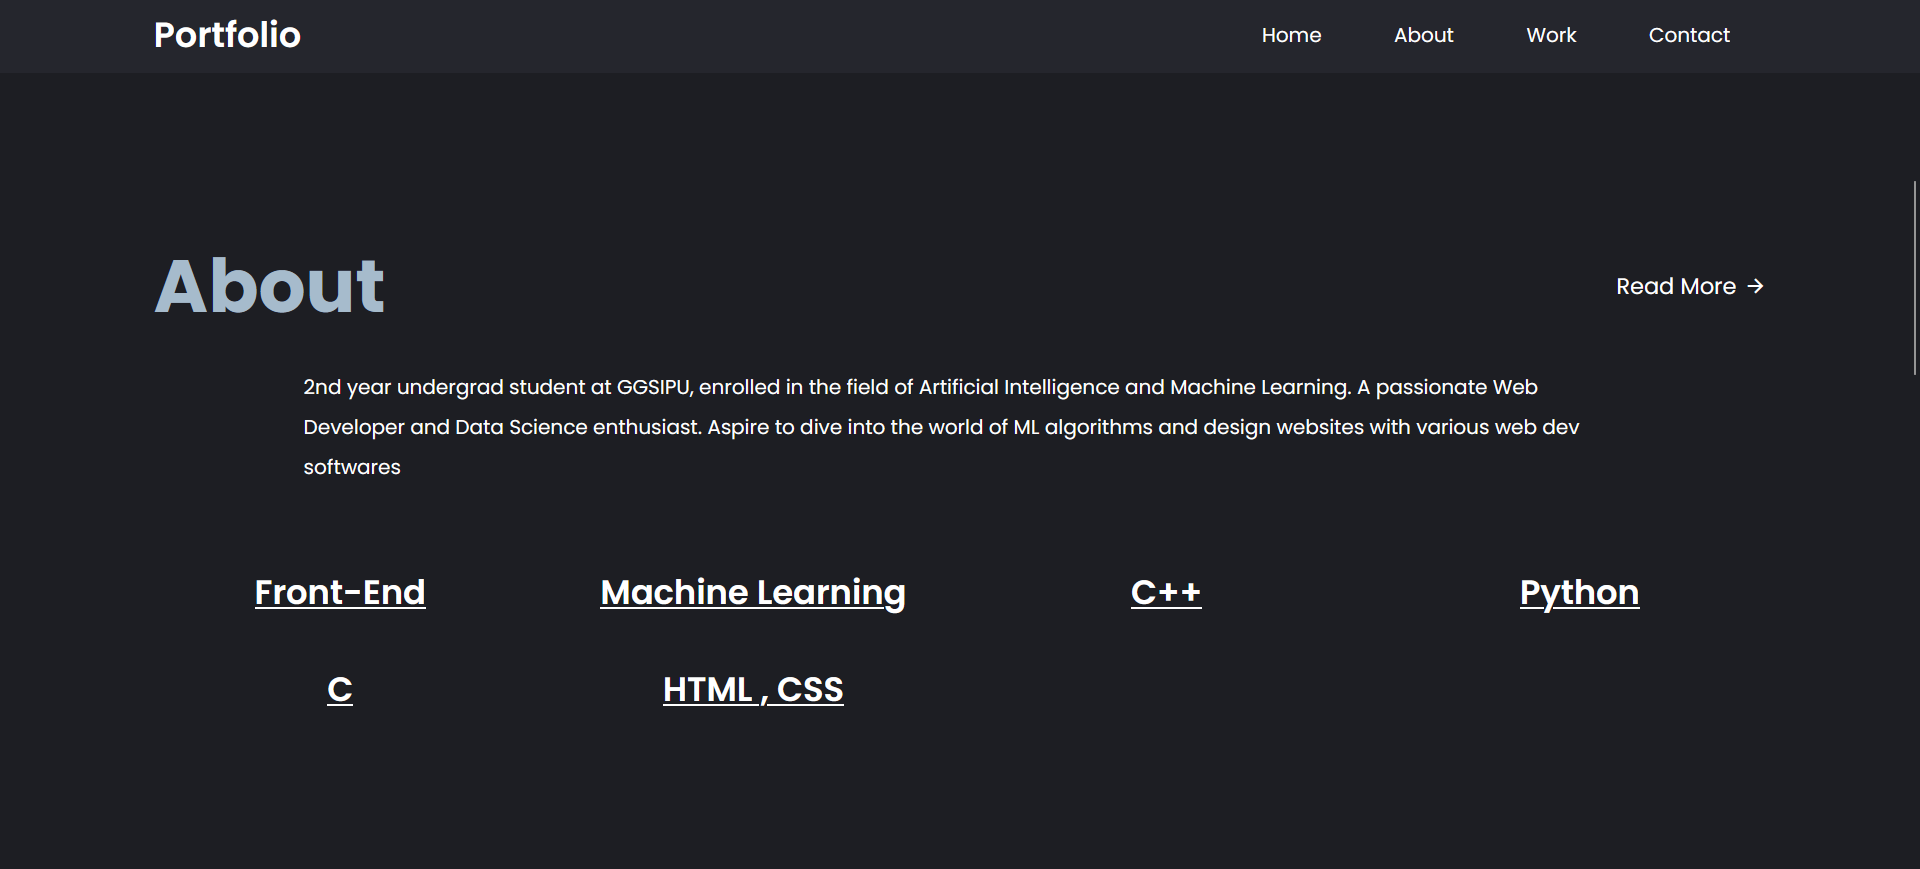 Portfolio
Home About Work Contact
About
Read More →
2nd year undergrad student at GGSIPU, enrolled in the field of Artificial Intelligence and Machine Learning. A passionate Web
Developer and Data Science enthusiast. Aspire to dive into the world of ML algorithms and design websites with various web dev
softwares
Front-End Machine Learning C++ Python
C HTML , CSS